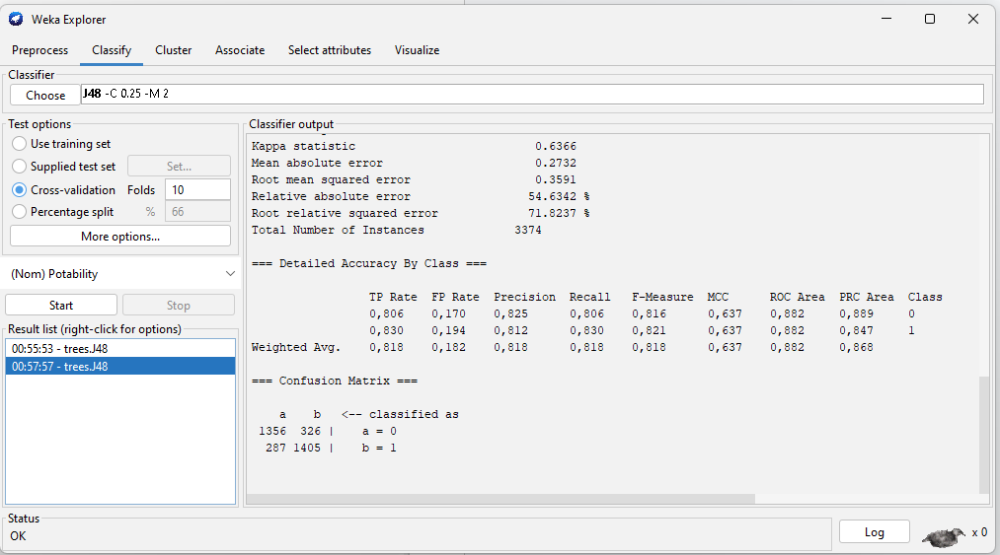 Weka Explorer
Preprocess Classify Cluster Associate Select attributes Visualize
Classifier
Choose J48 -C 0.25 -M 2
Test options
Use training set
Supplied test set Set...
Cross-validation Folds 10
Percentage split % 66
More options...
(Nom) Potability
Start Stop
Result list (right-click for options)
00:55:53 - trees.J48
00:57:57 - trees.J48
Classifier output
Kappa statistic 0.6366
Mean absolute error 0.2732
Root mean squared error 0.3591
Relative absolute error 54.6342 %
Root relative squared error 71.8237 %
Total Number of Instances 3374
=== Detailed Accuracy By Class ===
TP Rate FP Rate Precision Recall F-Measure MCC ROC Area PRC Area Class
0,806 0,170 0,825 0,806 0,816 0,637 0,882 0,889 0
0,830 0,194 0,812 0,830 0,821 0,637 0,882 0,847 1
Weighted Avg. 0,818 0,182 0,818 0,818 0,818 0,637 0,882 0,868
=== Confusion Matrix ===
a b <-- classified as
1356 326 | a = 0
287 1405 | b = 1
Status
OK
Log x 0